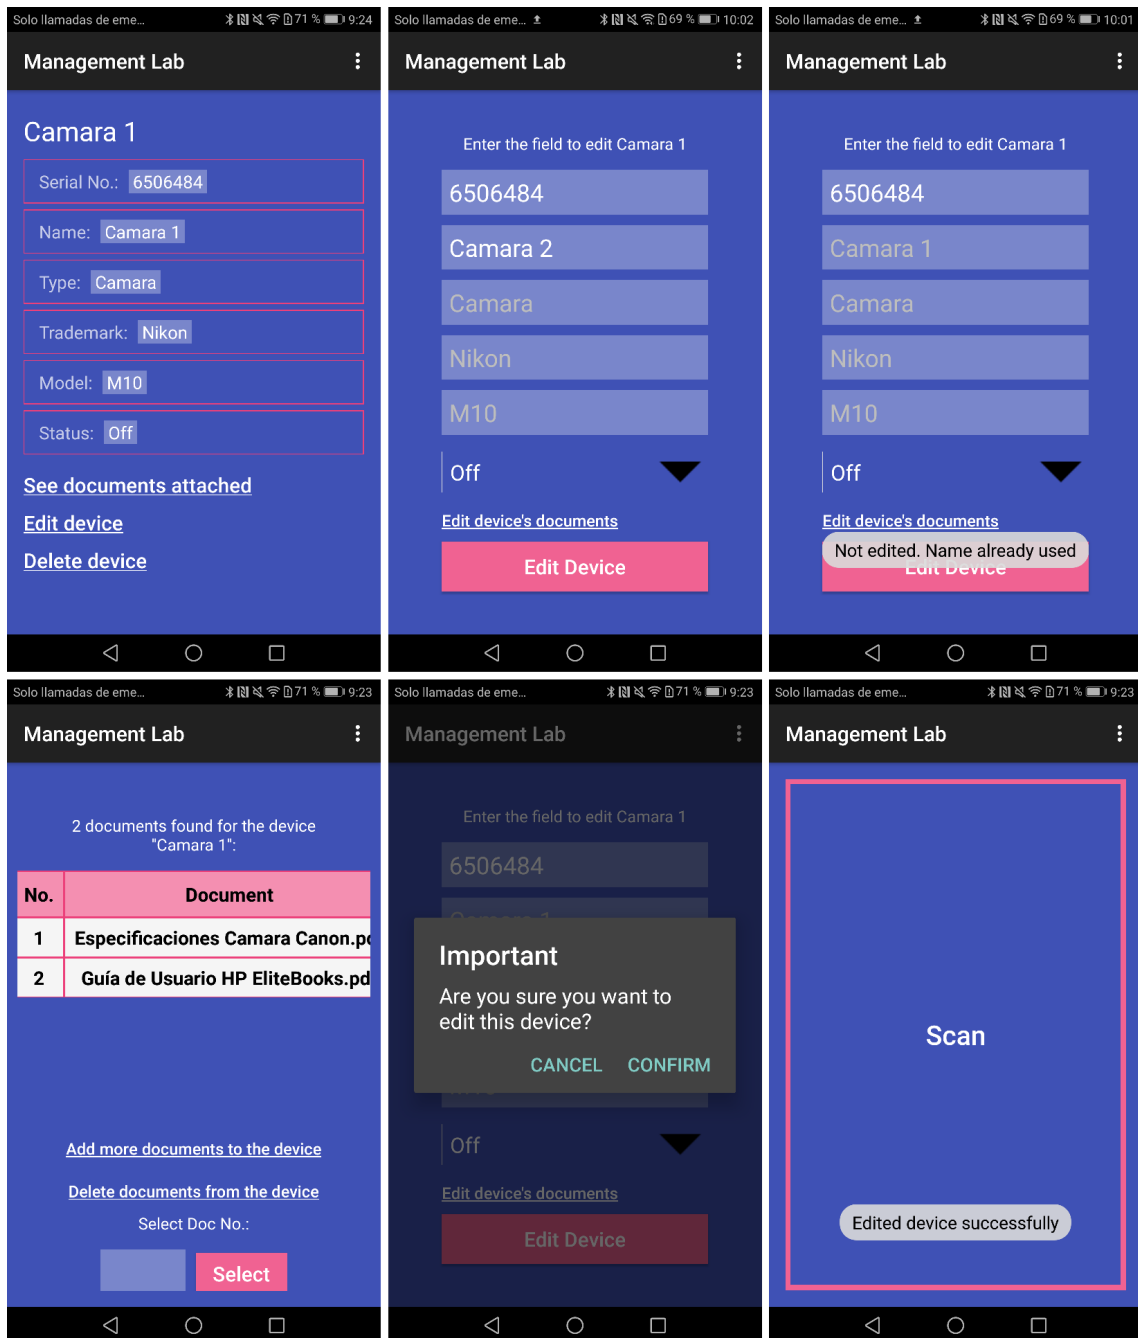 Solo llamadas de eme... 71 % 9:24
Management Lab
Camara 1
Serial No.: 6506484
Name: Camara 1
Type: Camara
Trademark: Nikon
Model: M10
Status: Off
See documents attached
Edit device
Delete device
Solo llamadas de eme... 69 % 10:02
Management Lab
Enter the field to edit Camara 1
6506484
Camara 2
Camara
Nikon
M10
Off
Edit device's documents
Edit Device
Solo llamadas de eme... 69 % 10:01
Management Lab
Enter the field to edit Camara 1
6506484
Camara 1
Camara
Nikon
M10
Off
Edit device's documents
Not edited. Name already used
Edit Device
Solo llamadas de eme... 71 % 9:23
Management Lab
2 documents found for the device
"Camara 1":
No. Document
1 Especificaciones Camara Canon.pd
2 Guía de Usuario HP EliteBooks.pd
Add more documents to the device
Delete documents from the device
Select Doc No.:
Select
Solo llamadas de eme... 71 % 9:23
Management Lab
Enter the field to edit Camara 1
6506484
Camara 1
Important
Are you sure you want to
edit this device?
CANCEL CONFIRM
Off
Edit device's documents
Edit Device
Solo llamadas de eme... 71 % 9:23
Management Lab
Scan
Edited device successfully